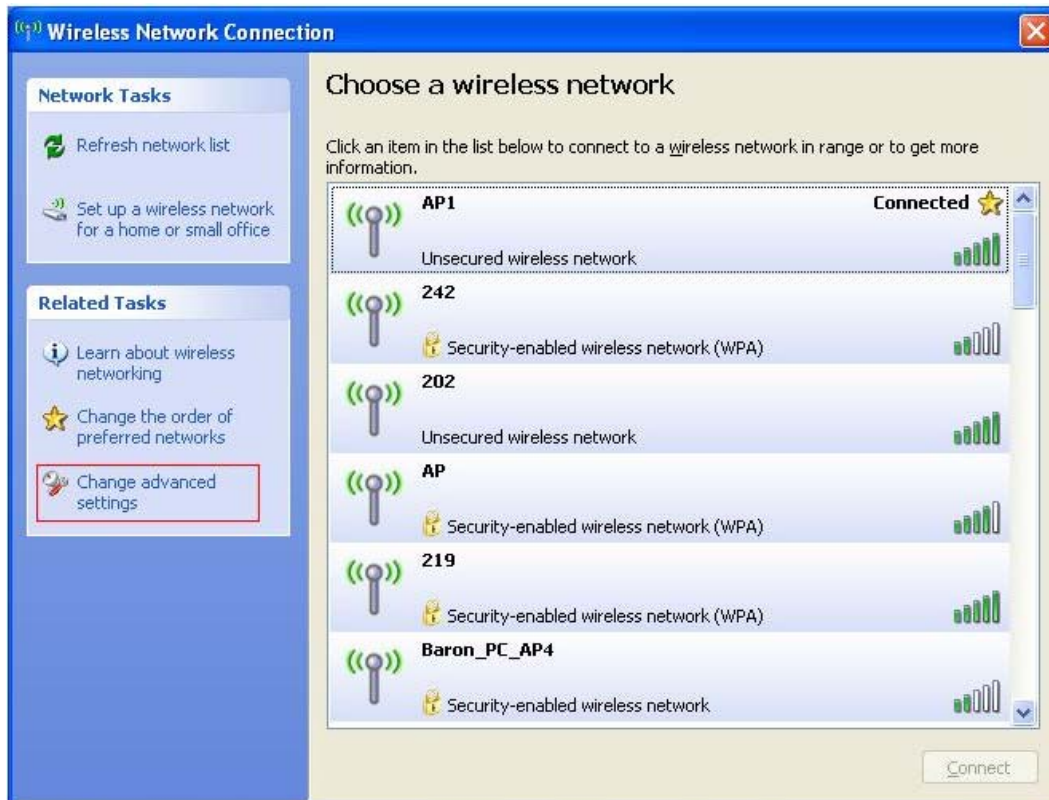 Wireless Network Connection
Network Tasks
Refresh network list
Set up a wireless network
for a home or small office
Related Tasks
Learn about wireless
networking
Change the order of
preferred networks
Change advanced
settings
Choose a wireless network
Click an item in the list below to connect to a wireless network in range or to get more
information.
AP1
Connected
Unsecured wireless network
242
Security-enabled wireless network (WPA)
202
Unsecured wireless network
AP
Security-enabled wireless network (WPA)
219
Security-enabled wireless network (WPA)
Baron_PC_AP4
Security-enabled wireless network
Connect